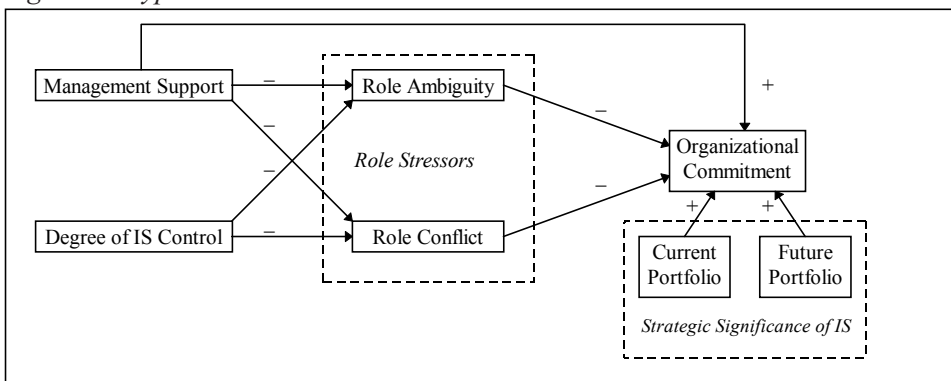 Management Support
Role Ambiguity
Role Stressors
Organizational
Commitment
Degree of IS Control
Role Conflict
Current
Portfolio
Future
Portfolio
Strategic Significance of IS
–
–
–
–
–
–
+
+
+